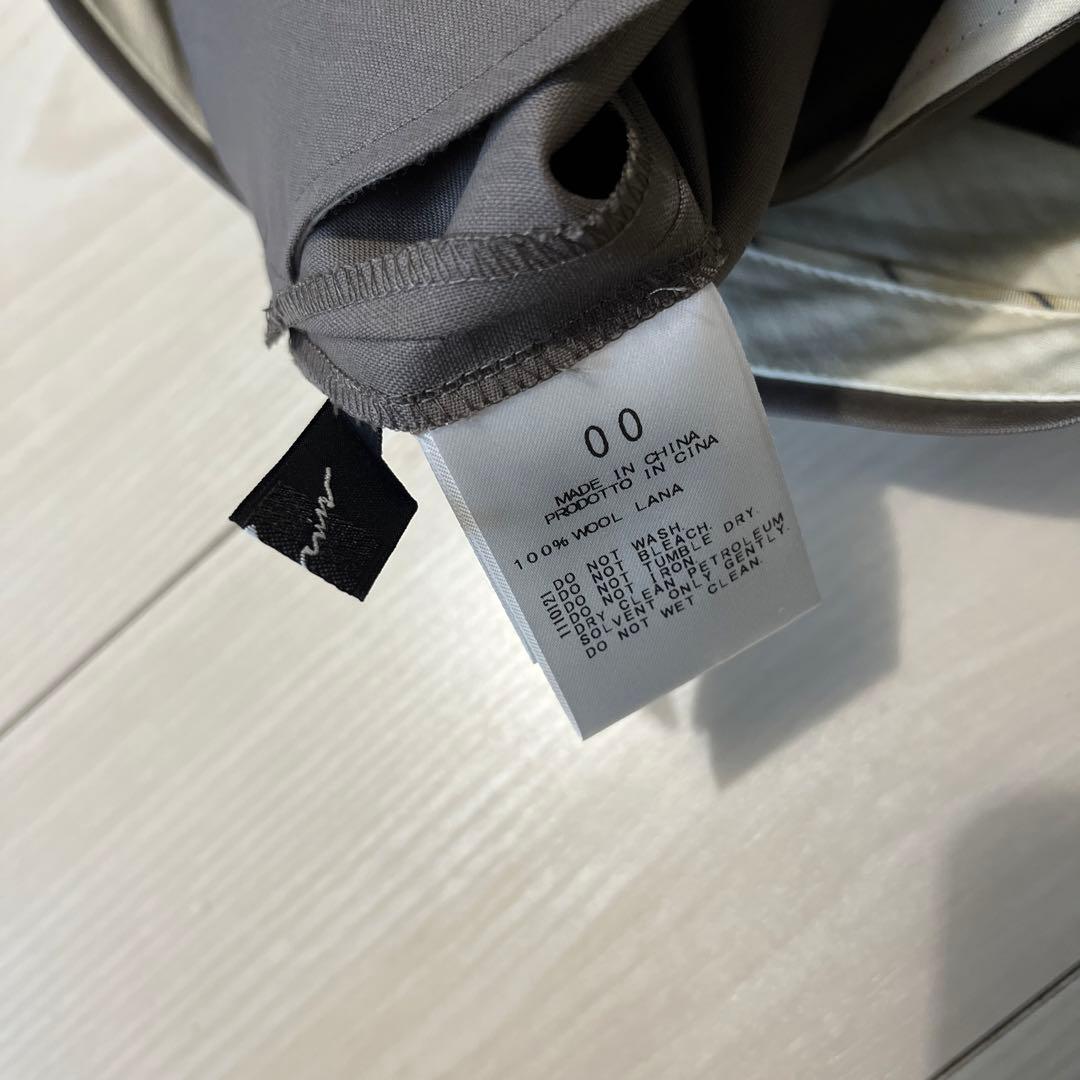 00
MADE IN CHINA
PRODOTTO IN CINA
100% WOOL LANA
DO NOT WASH.
DO NOT BLEACH.
DO NOT TUMBLE DRY.
DO NOT IRON.
DRY CLEAN PETROLEUM
SOLVENT ONLY GENTLY.
DO NOT WET CLEAN.